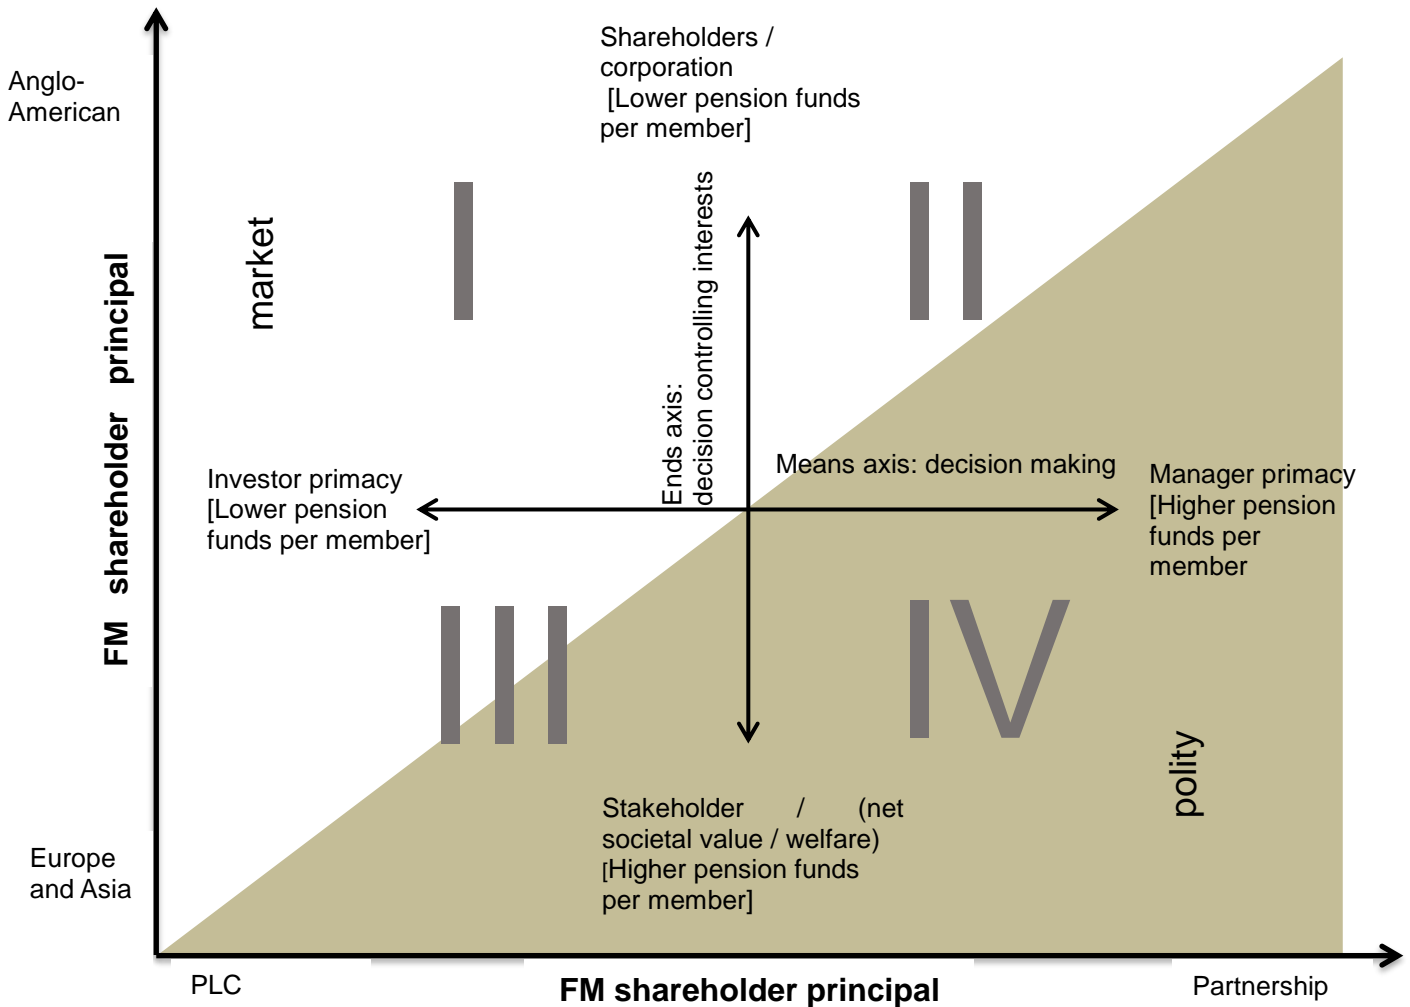 Shareholders /
corporation
[Lower pension funds
per member]
Anglo-
American
I
II
market
Ends axis:
decision controlling interests
FM shareholder principal
Means axis: decision making
Investor primacy
[Lower pension
funds per member]
Manager primacy
[Higher pension
funds per
member
III
IV
polity
Stakeholder / (net
societal value / welfare)
[Higher pension funds
per member]
Europe
and Asia
PLC
FM shareholder principal
Partnership